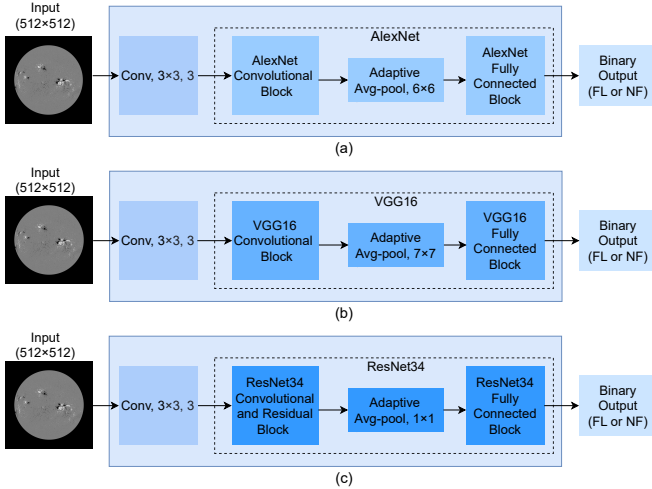 Input
(512×512)
Conv, 3×3, 3
AlexNet
AlexNet
Convolutional
Block
Adaptive
Avg-pool, 6×6
AlexNet
Fully
Connected
Block
Binary
Output
(FL or NF)
(a)
Input
(512×512)
Conv, 3×3, 3
VGG16
VGG16
Convolutional
Block
Adaptive
Avg-pool, 7×7
VGG16
Fully
Connected
Block
Binary
Output
(FL or NF)
(b)
Input
(512×512)
Conv, 3×3, 3
ResNet34
ResNet34
Convolutional
and Residual
Block
Adaptive
Avg-pool, 1×1
ResNet34
Fully
Connected
Block
Binary
Output
(FL or NF)
(c)